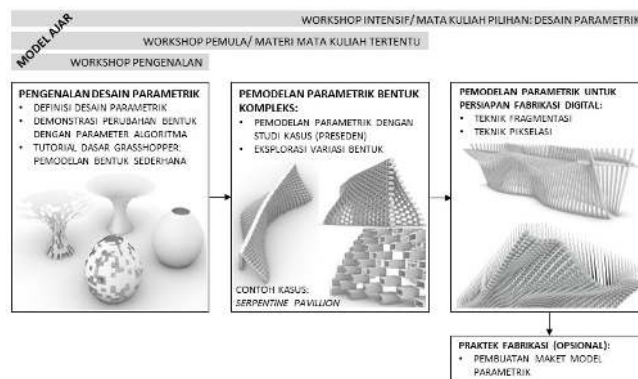 WORKSHOP INTENSIF/ MATA KULIAH PILIHAN: DESAIN PARAMETRIK
MODEL AJAR
WORKSHOP PEMULA/ MATERI MATA KULIAH TERTENTU
WORKSHOP PENGENALAN
PENGENALAN DESAIN PARAMETRIK
• DEFINISI DESAIN PARAMETRIK
• DEMONSTRASI PERUBAHAN BENTUK
DENGAN PARAMETER ALGORITMA
• TUTORIAL DASAR GRASSHOPPER:
PEMODELAN BENTUK SEDERHANA
PEMODELAN PARAMETRIK BENTUK
KOMPLEKS:
• PEMODELAN PARAMETRIK DENGAN
STUDI KASUS (PRESEDEN)
• EKSPLORASI VARIASI BENTUK
CONTOH KASUS:
SERPENTINE PAVILLION
PEMODELAN PARAMETRIK UNTUK
PERSIAPAN FABRIKASI DIGITAL:
• TEKNIK FRAGMENTASI
• TEKNIK PIKSELASI
PRAKTEK FABRIKASI (OPSIONAL):
• PEMBUATAN MAKET MODEL
PARAMETRIK